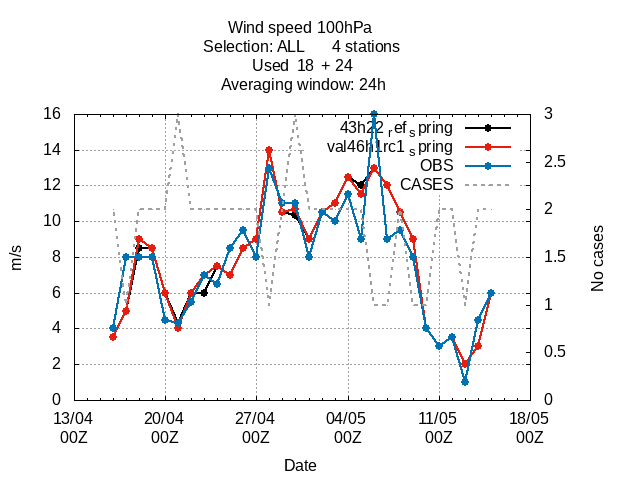 Wind speed 100hPa
Selection: ALL 4 stations
Used 18 + 24
Averaging window: 24h
43h22_ref_spring
val46h1rc1_spring
OBS
CASES
16
14
12
10
8
6
4
2
0
3
2.5
2
1.5
1
0.5
0
m/s
No cases
13/04 20/04 27/04 04/05 11/05 18/05
00Z 00Z 00Z 00Z 00Z 00Z
Date